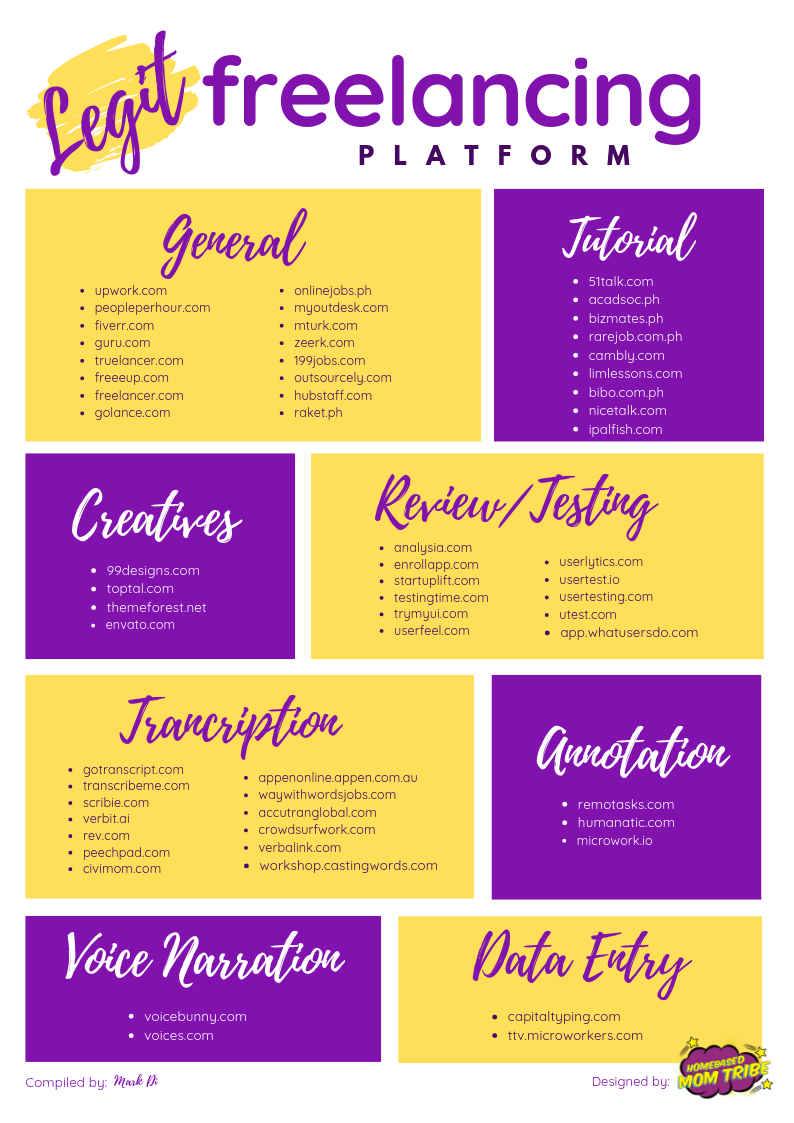 Legit freelancing
PLATFORM
General
upwork.com
peopleperhour.com
fiverr.com
guru.com
truelancer.com
freeeup.com
freelancer.com
golance.com
onlinejobs.ph
myoutdesk.com
mturk.com
zeerk.com
199jobs.com
outsourcely.com
hubstaff.com
raket.ph
Tutorial
51talk.com
acadsoc.ph
bizmates.ph
rarejob.com.ph
cambly.com
limlessons.com
bibo.com.ph
nicetalk.com
ipalfish.com
Creatives
99designs.com
toptal.com
themeforest.net
envato.com
Review/Testing
analysia.com
enrollapp.com
startuplift.com
testingtime.com
trymyui.com
userfeel.com
userlytics.com
usertest.io
usertesting.com
utest.com
app.whatusersdo.com
Trancription
gotranscript.com
transcribeme.com
scribie.com
verbit.ai
rev.com
peechpad.com
civimom.com
appenonline.appen.com.au
waywithwordsjobs.com
accutranglobal.com
crowdsurfwork.com
verbalink.com
workshop.castingwords.com
Annotation
remotasks.com
humanatic.com
microwork.io
Voice Narration
voicebunny.com
voices.com
Data Entry
capitaltyping.com
ttv.microworkers.com
Compiled by: Mark Di
Designed by:
HOMEBASED
MOM TRIBE